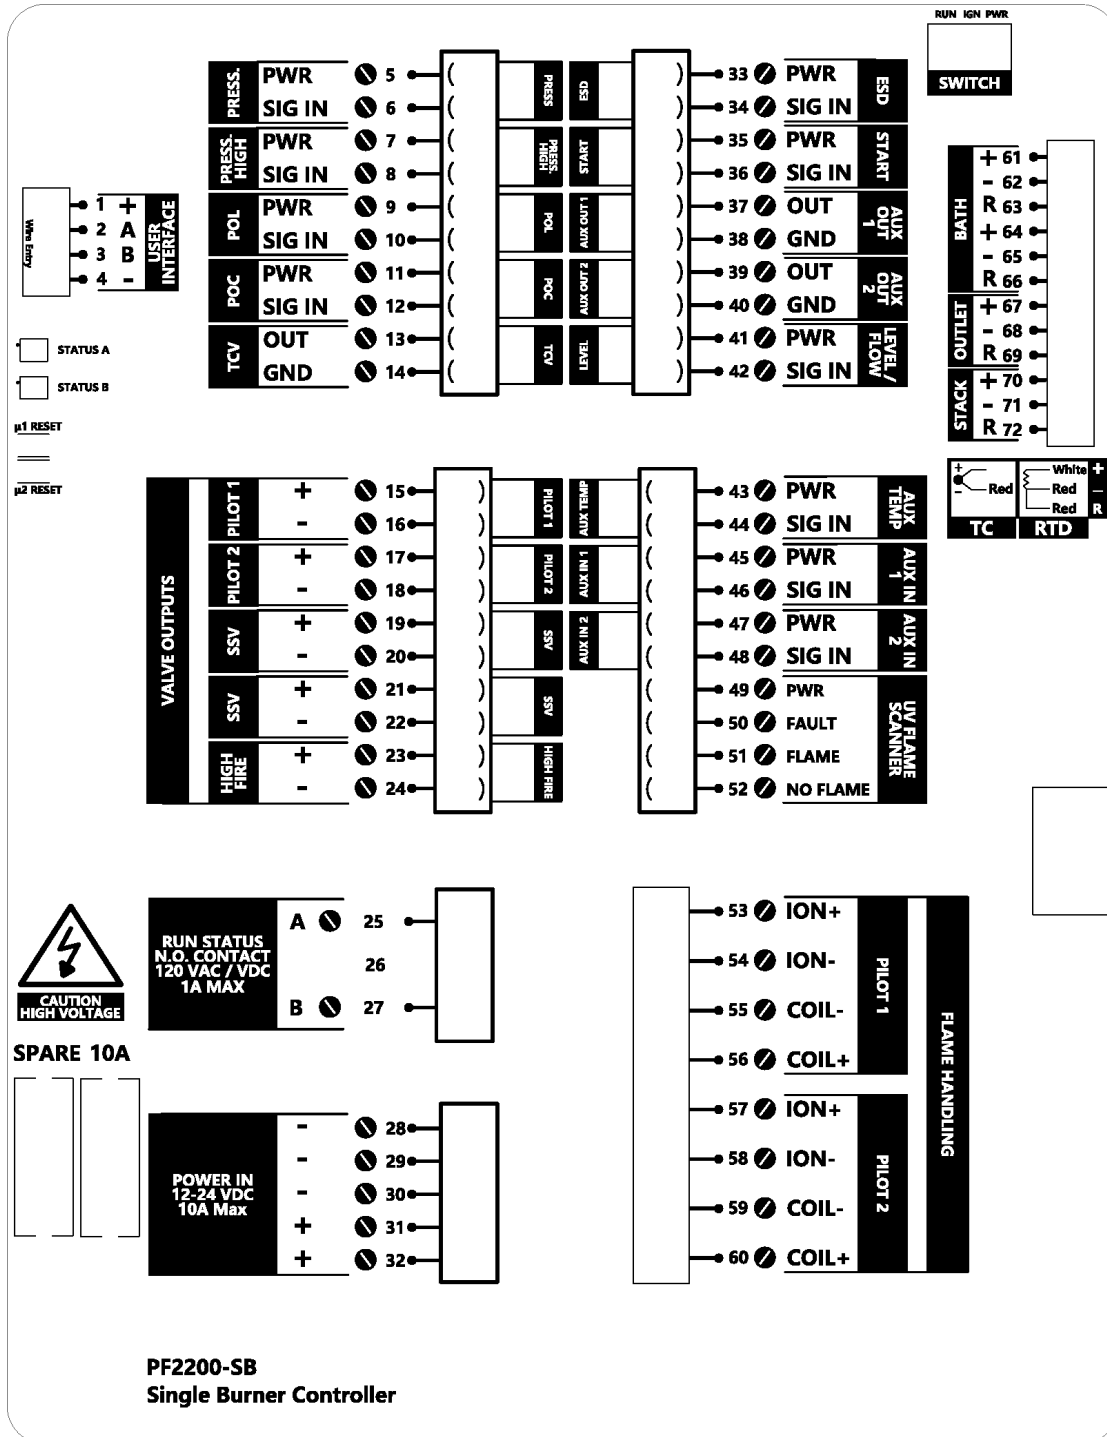 RUN IGN PWR
SWITCH
PRESS.
PWR 5
SIG IN 6
PRESS. HIGH
PWR 7
SIG IN 8
POL
PWR 9
SIG IN 10
POC
PWR 11
SIG IN 12
TCV
OUT 13
GND 14
PRESS
PRESS. HIGH
POL
POC
TCV
ESD
START
AUX OUT 1
AUX OUT 2
LEVEL
33 PWR
34 SIG IN
ESD
35 PWR
36 SIG IN
START
37 OUT
38 GND
AUX OUT 1
39 OUT
40 GND
AUX OUT 2
41 PWR
42 SIG IN
LEVEL / FLOW
Wire Entry
1 +
2 A
3 B
4 -
USER INTERFACE
STATUS A
STATUS B
µ1 RESET
µ2 RESET
BATH
+ 61
- 62
R 63
+ 64
- 65
R 66
OUTLET
+ 67
- 68
R 69
STACK
+ 70
- 71
R 72
+
-
Red
TC
White +
Red —
Red R
RTD
VALVE OUTPUTS
PILOT 1
+ 15
- 16
PILOT 2
+ 17
- 18
SSV
+ 19
- 20
SSV
+ 21
- 22
HIGH FIRE
+ 23
- 24
PILOT 1
PILOT 2
SSV
SSV
HIGH FIRE
AUX TEMP
AUX IN 1
AUX IN 2
43 PWR
44 SIG IN
AUX TEMP
45 PWR
46 SIG IN
AUX IN 1
47 PWR
48 SIG IN
AUX IN 2
49 PWR
50 FAULT
51 FLAME
52 NO FLAME
UV FLAME SCANNER
CAUTION
HIGH VOLTAGE
RUN STATUS
N.O. CONTACT
120 VAC / VDC
1A MAX
A 25
26
B 27
SPARE 10A
POWER IN
12-24 VDC
10A Max
- 28
- 29
- 30
+ 31
+ 32
53 ION+
54 ION-
55 COIL-
56 COIL+
PILOT 1
57 ION+
58 ION-
59 COIL-
60 COIL+
PILOT 2
FLAME HANDLING
PF2200-SB
Single Burner Controller